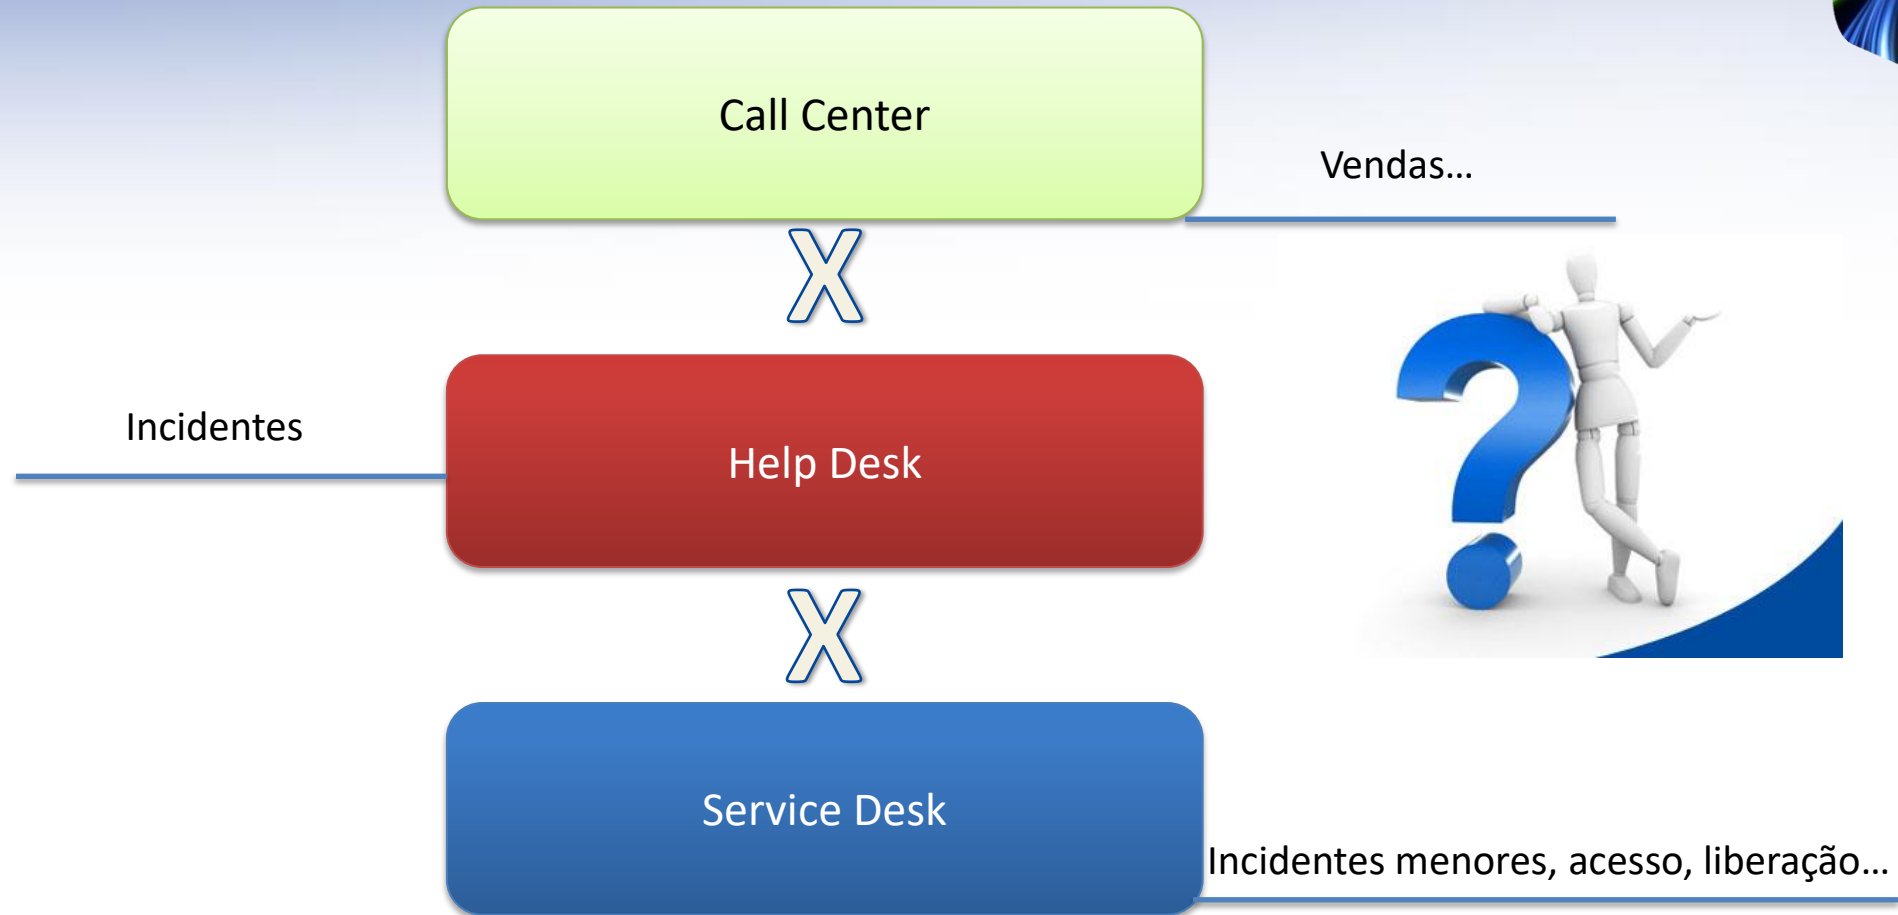 Call Center
Vendas...
X
Incidentes
Help Desk
X
Service Desk
Incidentes menores, acesso, liberação...